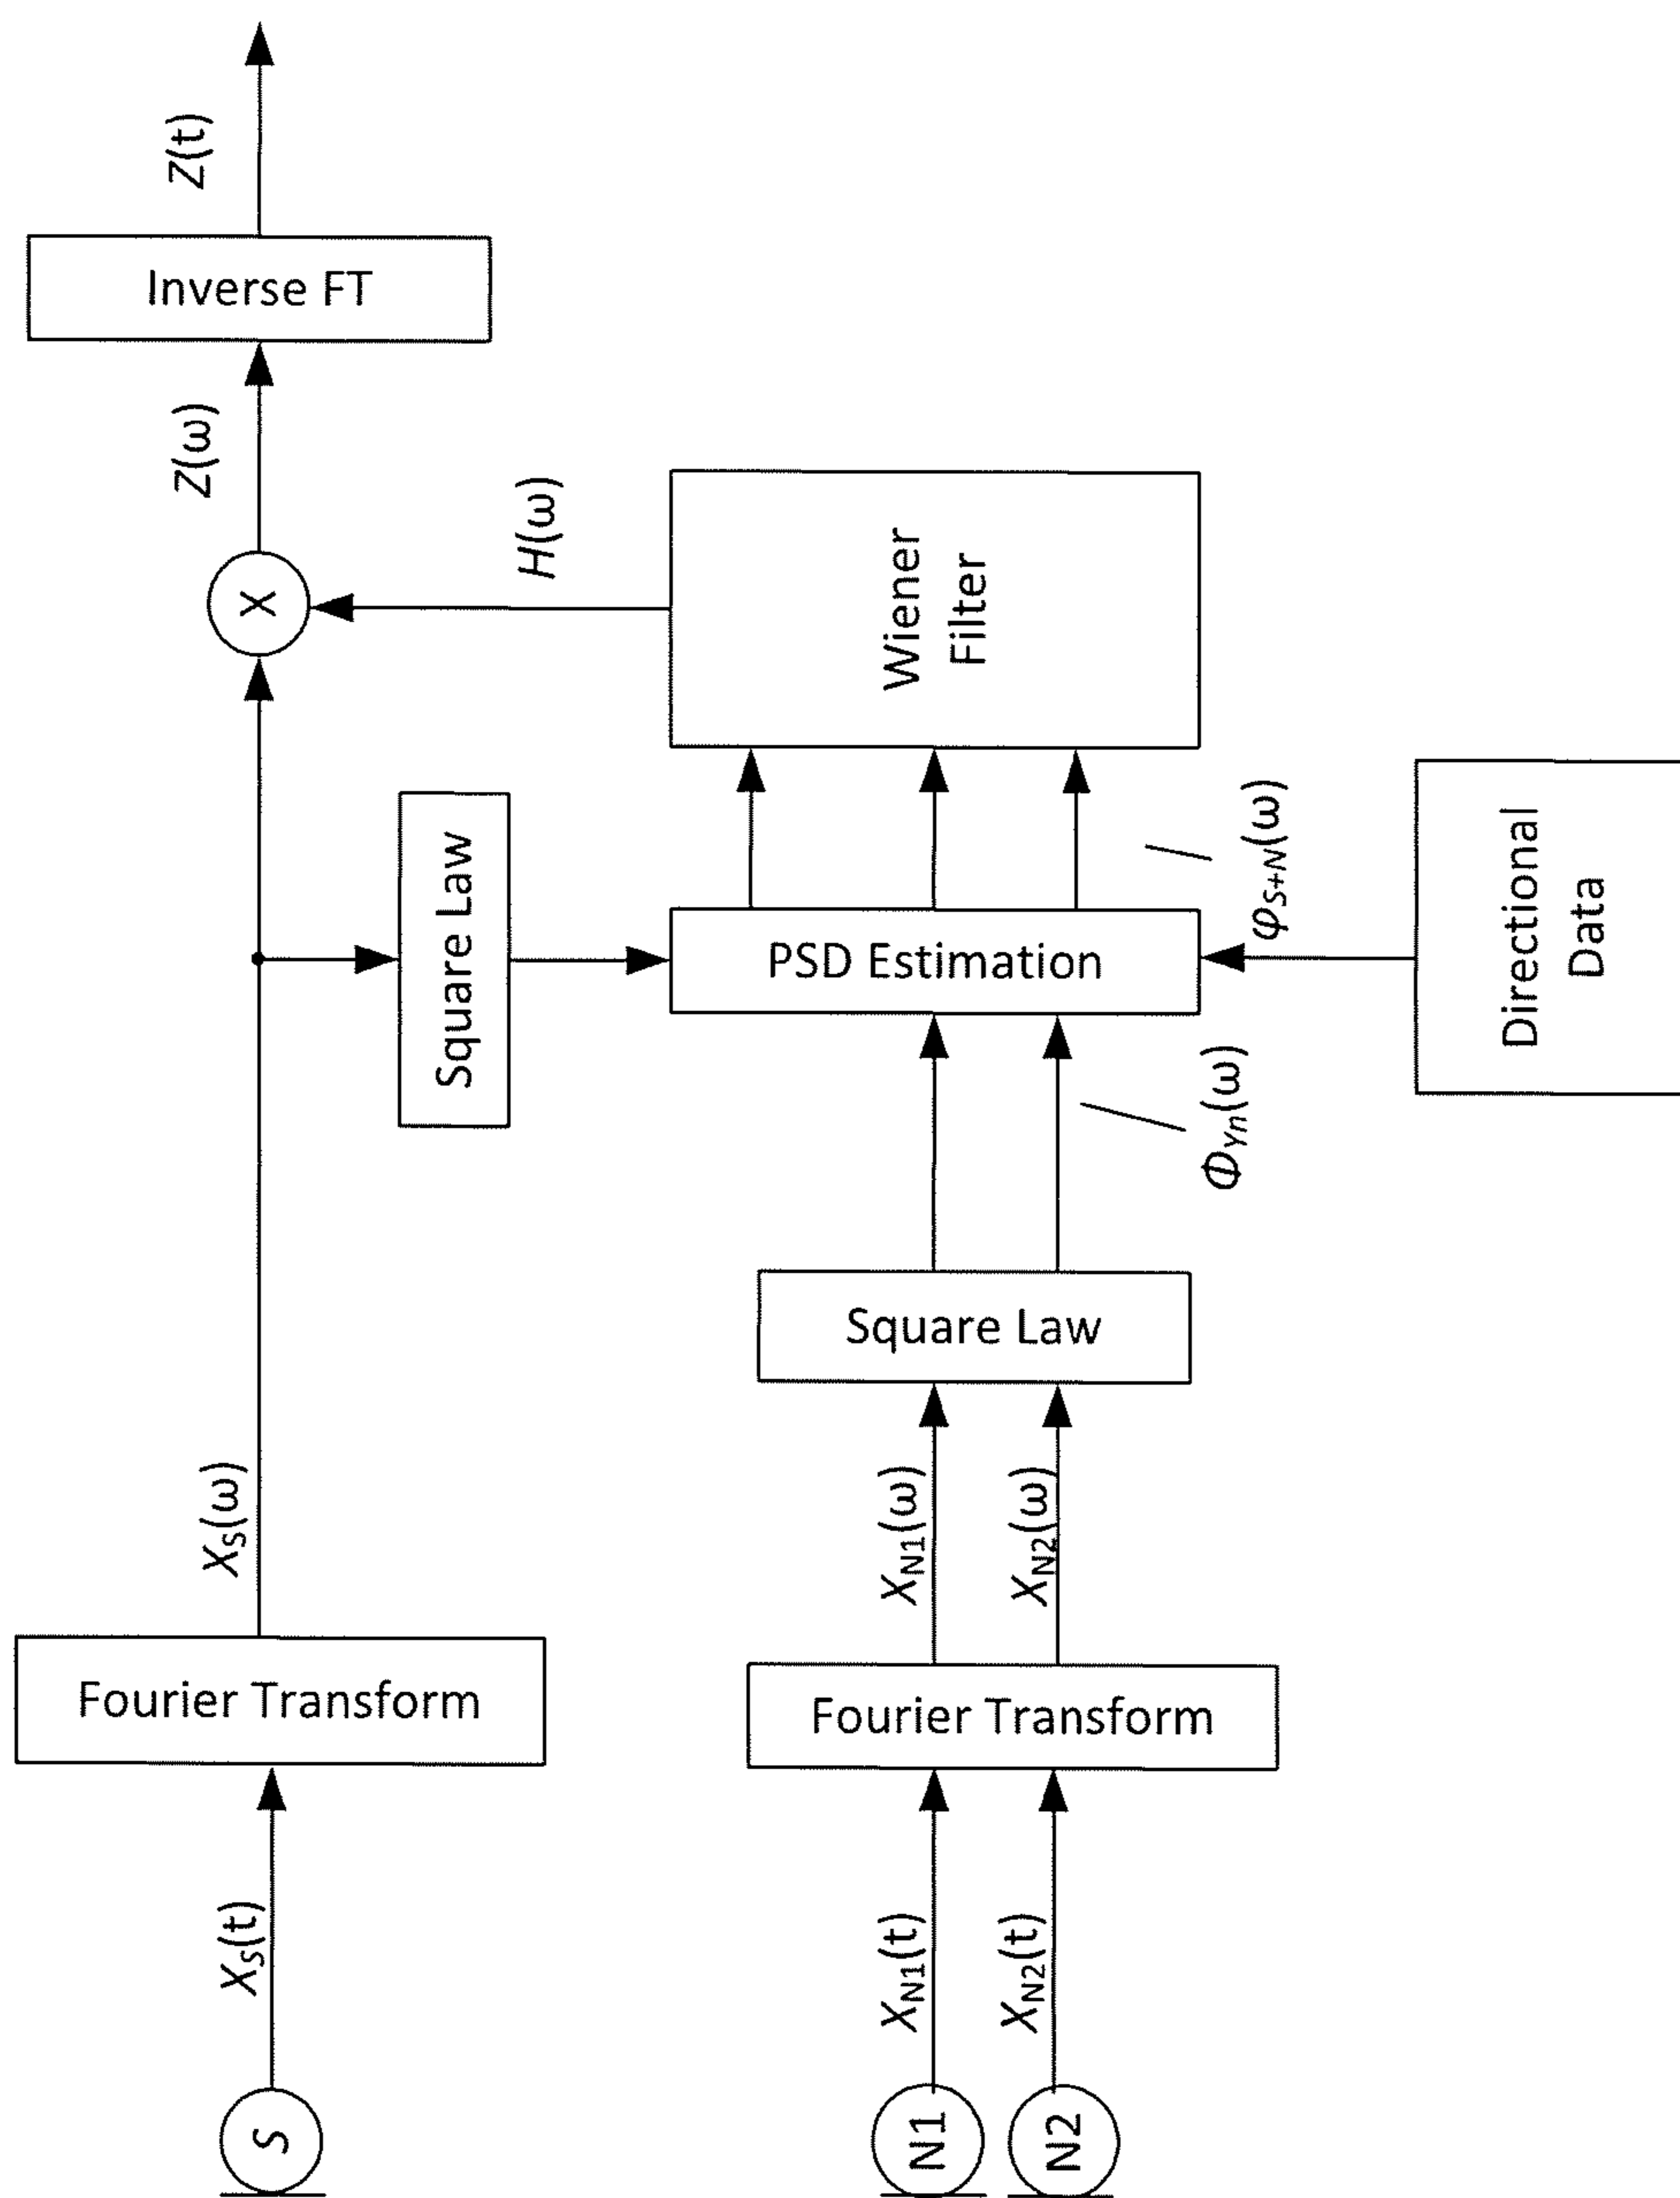 Z(t)
Inverse FT
Z(ω)
X
H(ω)
Wiener
Filter
Square Law
PSD Estimation
φS+N(ω)
Directional
Data
ΦYn(ω)
Square Law
XS(ω)
XN1(ω)
XN2(ω)
Fourier Transform
Fourier Transform
XS(t)
XN1(t)
XN2(t)
S
N1
N2